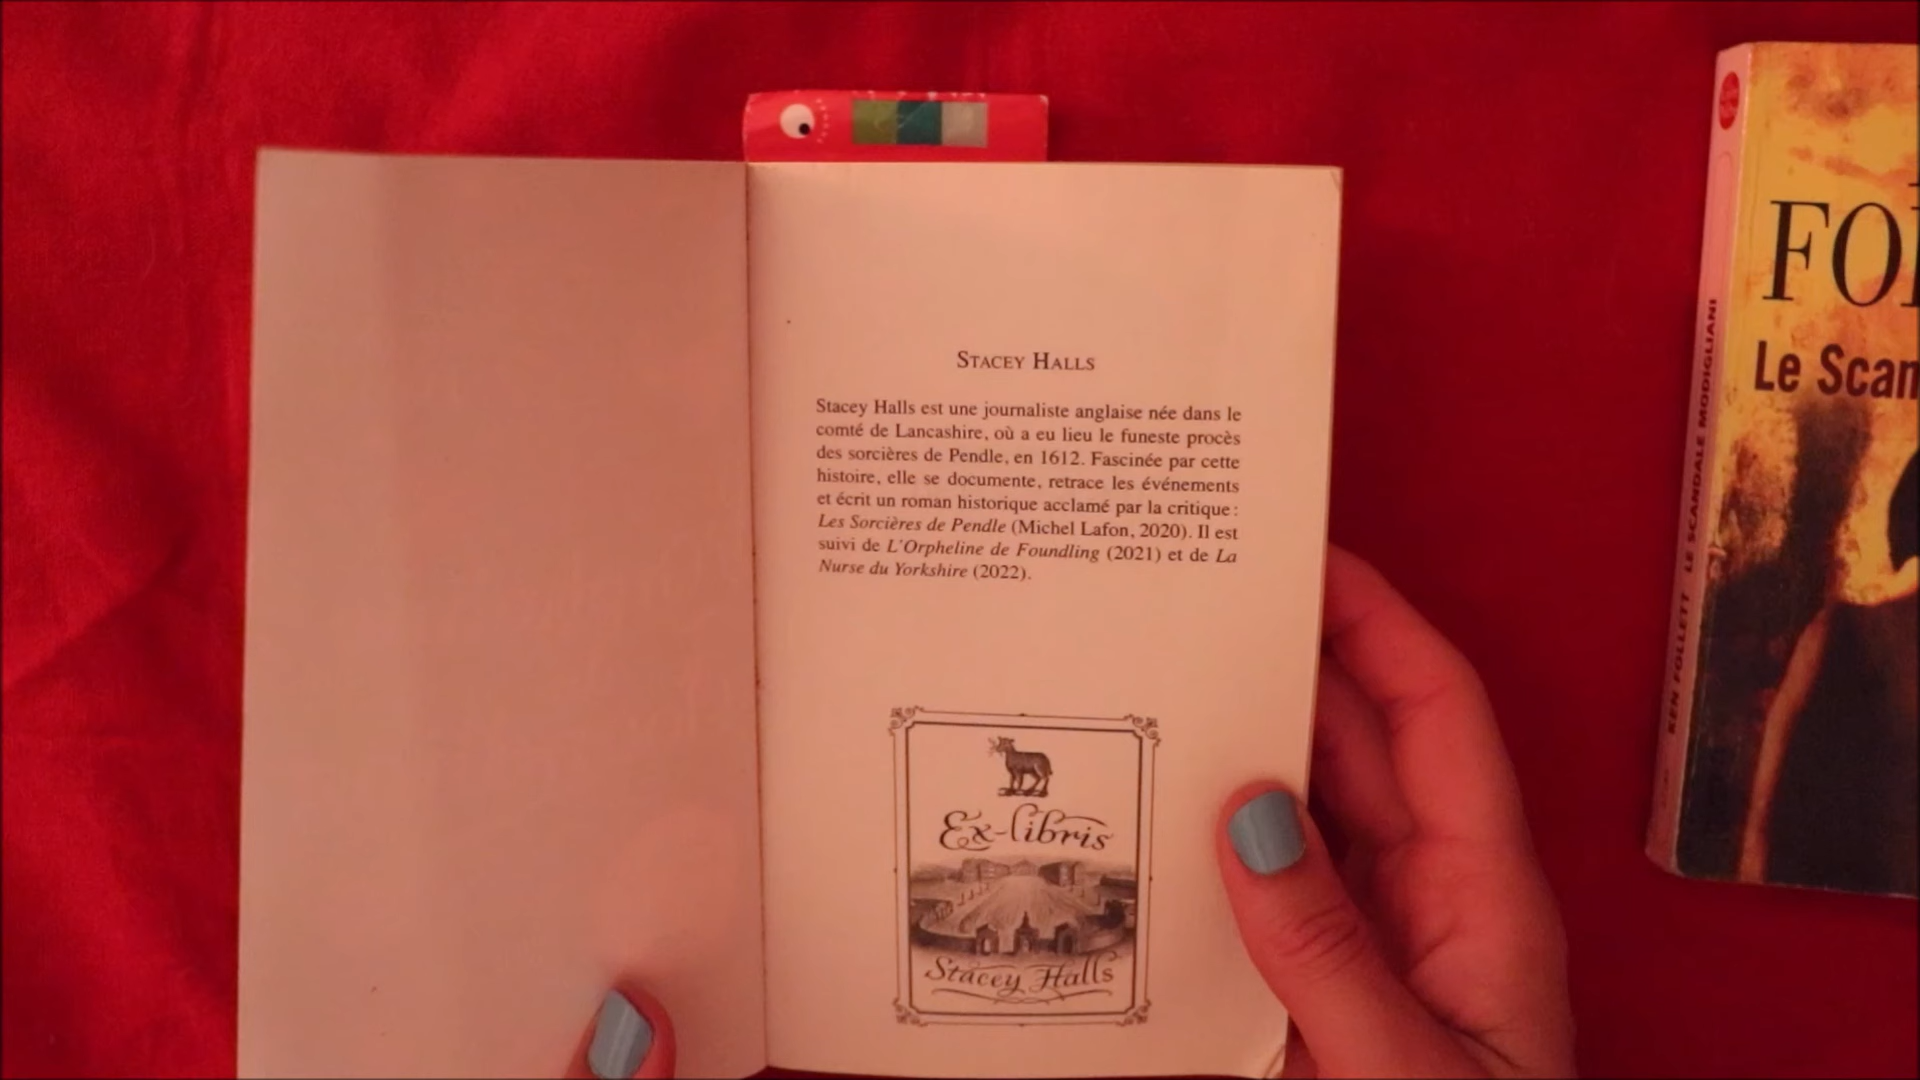 STACEY HALLS
Stacey Halls est une journaliste anglaise née dans le
comté de Lancashire, où a eu lieu le funeste procès
des sorcières de Pendle, en 1612. Fascinée par cette
histoire, elle se documente, retrace les événements
et écrit un roman historique acclamé par la critique :
Les Sorcières de Pendle (Michel Lafon, 2020). Il est
suivi de L'Orpheline de Foundling (2021) et de La
Nurse du Yorkshire (2022).
Ex-libris
Stacey Halls
KEN FOLLETT LE SCANDALE MODIGLIANI
FO
Le Scan